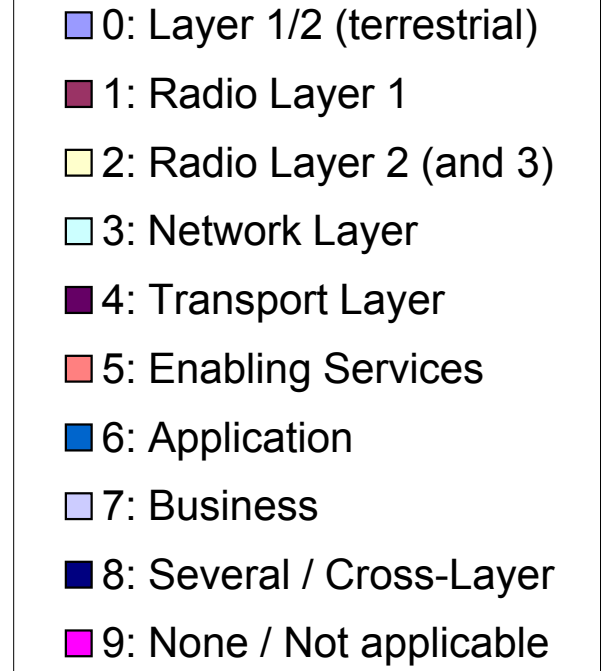 0: Layer 1/2 (terrestrial)
1: Radio Layer 1
2: Radio Layer 2 (and 3)
3: Network Layer
4: Transport Layer
5: Enabling Services
6: Application
7: Business
8: Several / Cross-Layer
9: None / Not applicable